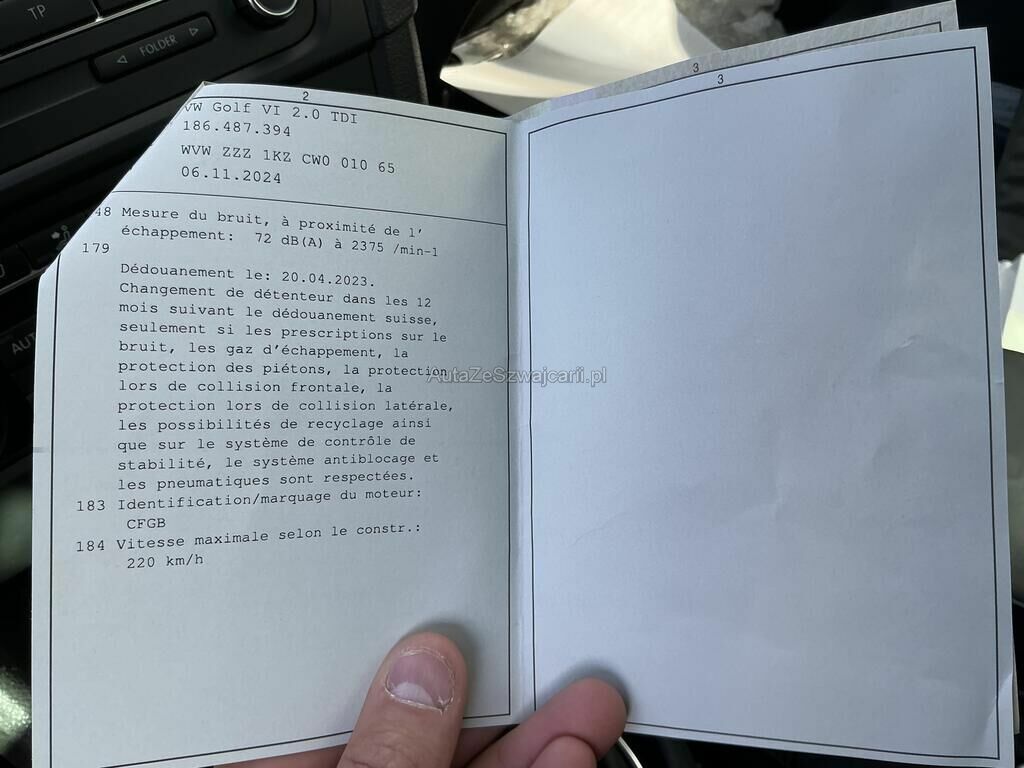 TP
FOLDER
2
VW Golf VI 2.0 TDI
186.487.394
WVW ZZZ 1KZ CW0 010 65
06.11.2024
48 Mesure du bruit, à proximité de l'
échappement: 72 dB(A) à 2375 /min-1
179
Dédouanement le: 20.04.2023.
Changement de détenteur dans les 12
mois suivant le dédouanement suisse,
seulement si les prescriptions sur le
bruit, les gaz d'échappement, la
protection des piétons, la protection
lors de collision frontale, la
protection lors de collision latérale,
les possibilités de recyclage ainsi
que sur le système de contrôle de
stabilité, le système antiblocage et
les pneumatiques sont respectées.
183 Identification/marquage du moteur:
CFGB
184 Vitesse maximale selon le constr.:
220 km/h
3
3
AutaZeSzwajcarii.pl